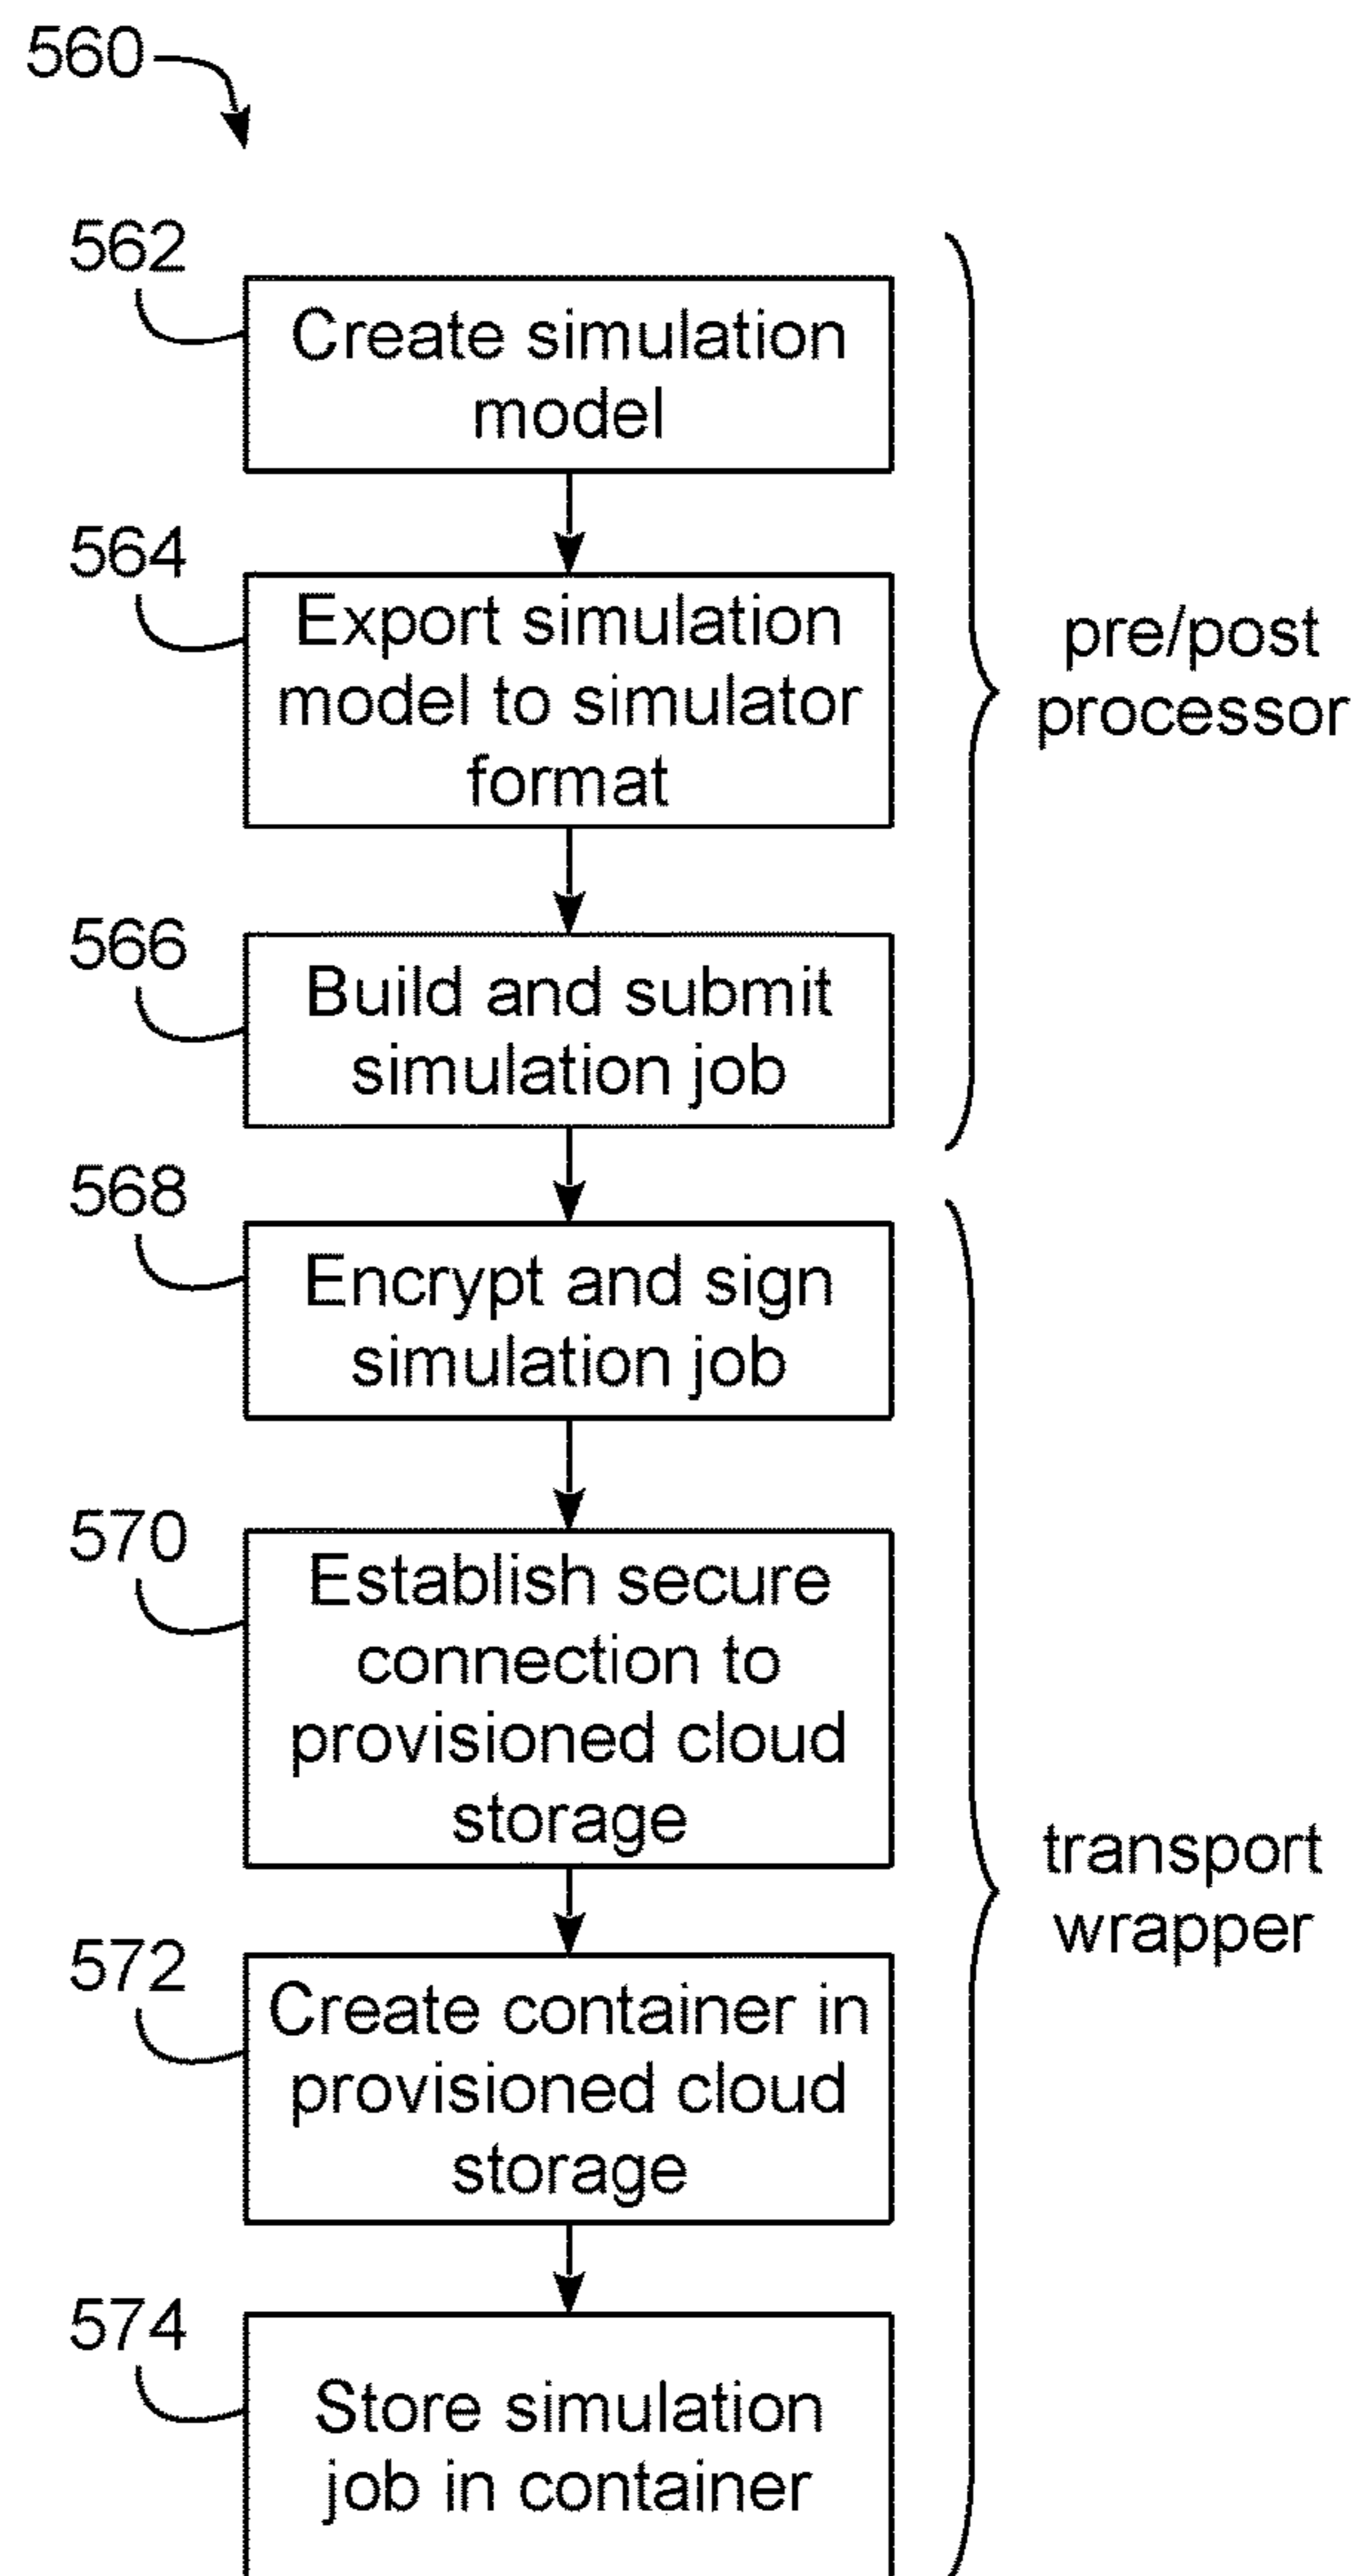 560
562
Create simulation
model
564
Export simulation
model to simulator
format
pre/post
processor
566
Build and submit
simulation job
568
Encrypt and sign
simulation job
570
Establish secure
connection to
provisioned cloud
storage
transport
wrapper
572
Create container in
provisioned cloud
storage
574
Store simulation
job in container